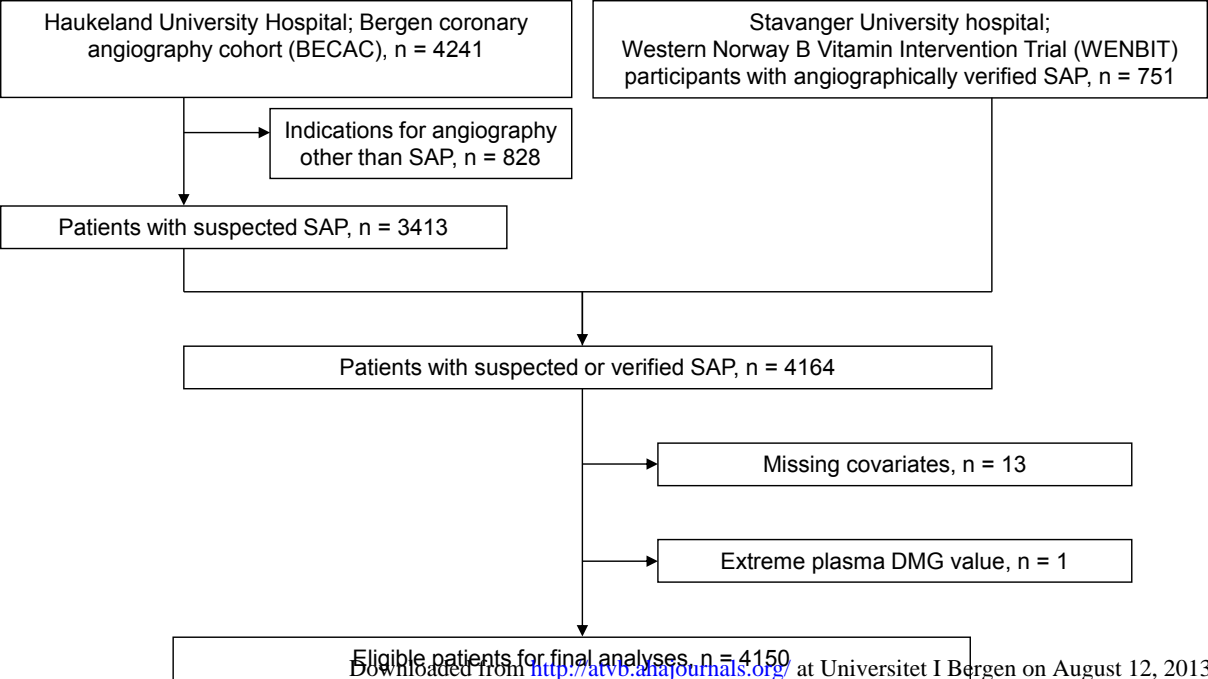 Haukeland University Hospital; Bergen coronary
angiography cohort (BECAC), n = 4241
Stavanger University hospital;
Western Norway B Vitamin Intervention Trial (WENBIT)
participants with angiographically verified SAP, n = 751
Indications for angiography
other than SAP, n = 828
Patients with suspected SAP, n = 3413
Patients with suspected or verified SAP, n = 4164
Missing covariates, n = 13
Extreme plasma DMG value, n = 1
Eligible patients for final analyses, n = 4150
Downloaded from http://atvb.ahajournals.org/ at Universitet I Bergen on August 12, 2013